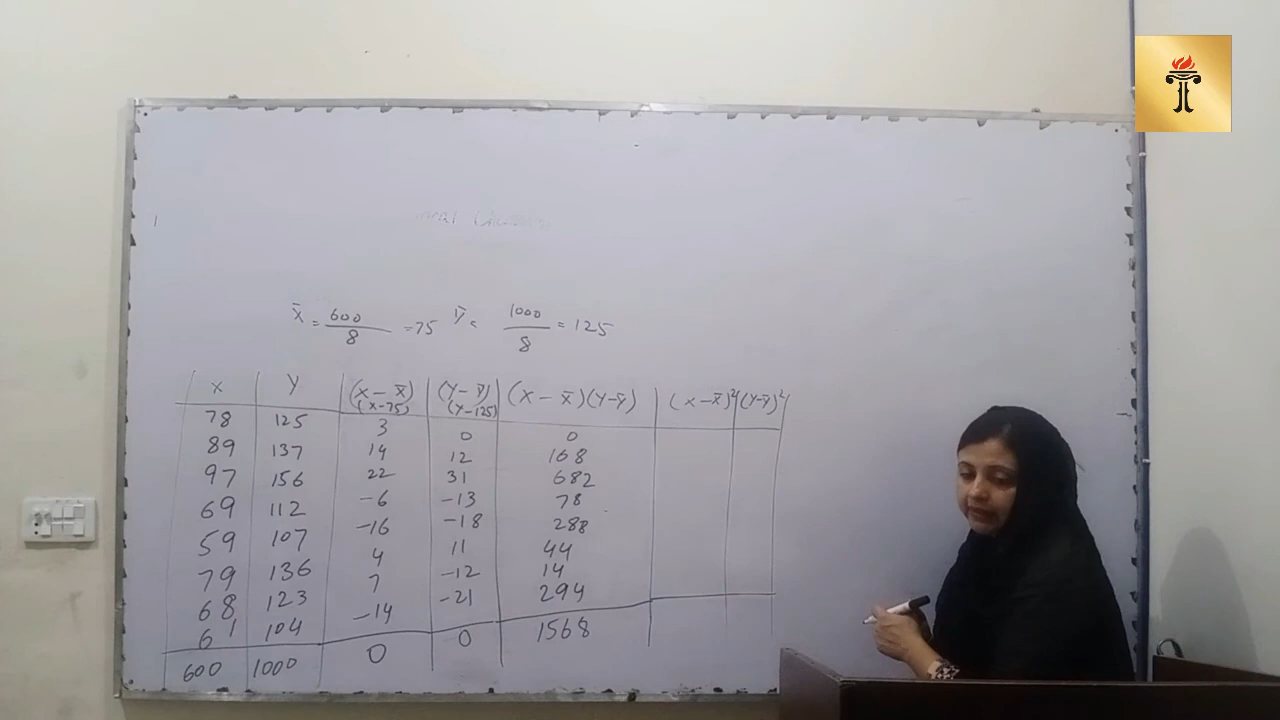 X̄ = 600/8 = 75 Ȳ = 1000/8 = 125
X Y (X – X̄) (Y – Ȳ) (X – X̄)(Y–Ȳ) (X–X̄)² (Y–Ȳ)²
(X–75) (Y–125)
78 125 3 0 0
89 137 14 12 168
97 156 22 31 682
69 112 –6 –13 78
59 107 –16 –18 288
79 136 4 11 44
68 123 7 –12 14
61 104 –14 –21 294
600 1000 0 0 1568